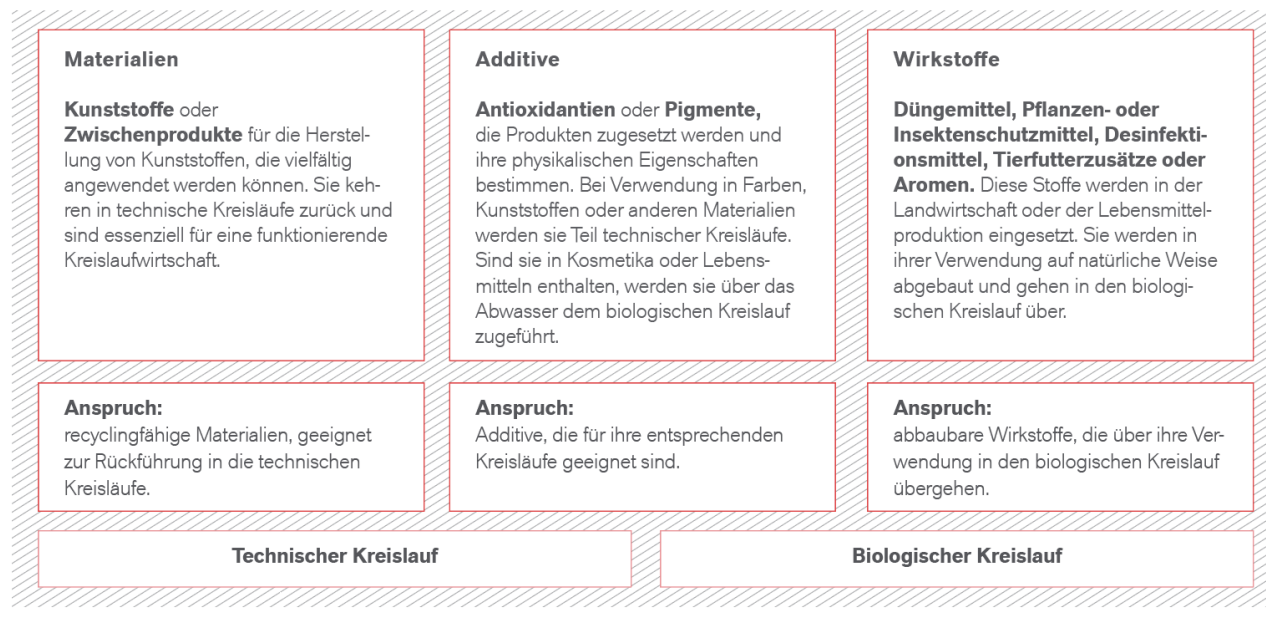 Materialien
Kunststoffe oder
Zwischenprodukte für die Herstel-
lung von Kunststoffen, die vielfältig
angewendet werden können. Sie keh-
ren in technische Kreisläufe zurück und
sind essenziell für eine funktionierende
Kreislaufwirtschaft.
Additive
Antioxidantien oder Pigmente,
die Produkten zugesetzt werden und
ihre physikalischen Eigenschaften
bestimmen. Bei Verwendung in Farben,
Kunststoffen oder anderen Materialien
werden sie Teil technischer Kreisläufe.
Sind sie in Kosmetika oder Lebens-
mitteln enthalten, werden sie über das
Abwasser dem biologischen Kreislauf
zugeführt.
Wirkstoffe
Düngemittel, Pflanzen- oder
Insektenschutzmittel, Desinfekti-
onsmittel, Tierfutterzusätze oder
Aromen. Diese Stoffe werden in der
Landwirtschaft oder der Lebensmittel-
produktion eingesetzt. Sie werden in
ihrer Verwendung auf natürliche Weise
abgebaut und gehen in den biologi-
schen Kreislauf über.
Anspruch:
recyclingfähige Materialien, geeignet
zur Rückführung in die technischen
Kreisläufe.
Anspruch:
Additive, die für ihre entsprechenden
Kreisläufe geeignet sind.
Anspruch:
abbaubare Wirkstoffe, die über ihre Ver-
wendung in den biologischen Kreislauf
übergehen.
Technischer Kreislauf
Biologischer Kreislauf